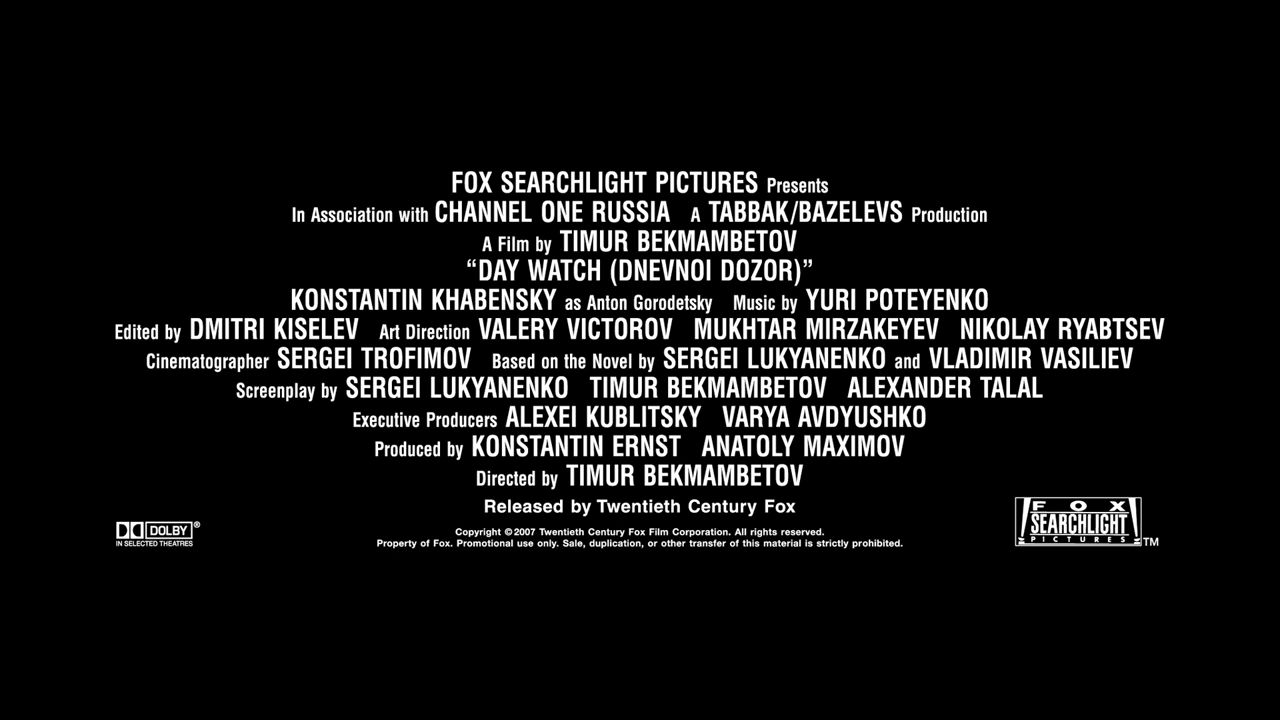 FOX SEARCHLIGHT PICTURES Presents
In Association with CHANNEL ONE RUSSIA A TABBAK/BAZELEVS Production
A Film by TIMUR BEKMAMBETOV
“DAY WATCH (DNEVNOI DOZOR)”
KONSTANTIN KHABENSKY as Anton Gorodetsky Music by YURI POTEYENKO
Edited by DMITRI KISELEV Art Direction VALERY VICTOROV MUKHTAR MIRZAKEYEV NIKOLAY RYABTSEV
Cinematographer SERGEI TROFIMOV Based on the Novel by SERGEI LUKYANENKO and VLADIMIR VASILIEV
Screenplay by SERGEI LUKYANENKO TIMUR BEKMAMBETOV ALEXANDER TALAL
Executive Producers ALEXEI KUBLITSKY VARYA AVDYUSHKO
Produced by KONSTANTIN ERNST ANATOLY MAXIMOV
Directed by TIMUR BEKMAMBETOV
Released by Twentieth Century Fox
DOLBY®
IN SELECTED THEATRES
Copyright ©2007 Twentieth Century Fox Film Corporation. All rights reserved.
Property of Fox. Promotional use only. Sale, duplication, or other transfer of this material is strictly prohibited.
FOX
SEARCHLIGHT
PICTURES TM